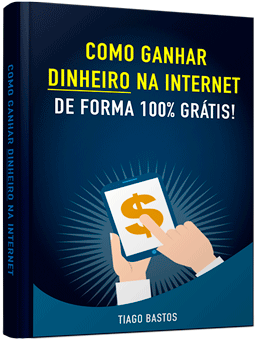 COMO GANHAR DINHEIRO NA INTERNET
COMO GANHAR
DINHEIRO NA INTERNET
DE FORMA 100% GRÁTIS!
$
TIAGO BASTOS